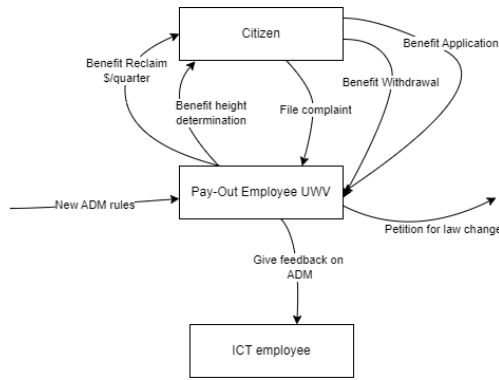 Citizen
Benefit Application
Benefit Reclaim
$/quarter
Benefit Withdrawal
Benefit height
determination
File complaint
Pay-Out Employee UWV
New ADM rules
Petition for law change
Give feedback on
ADM
ICT employee